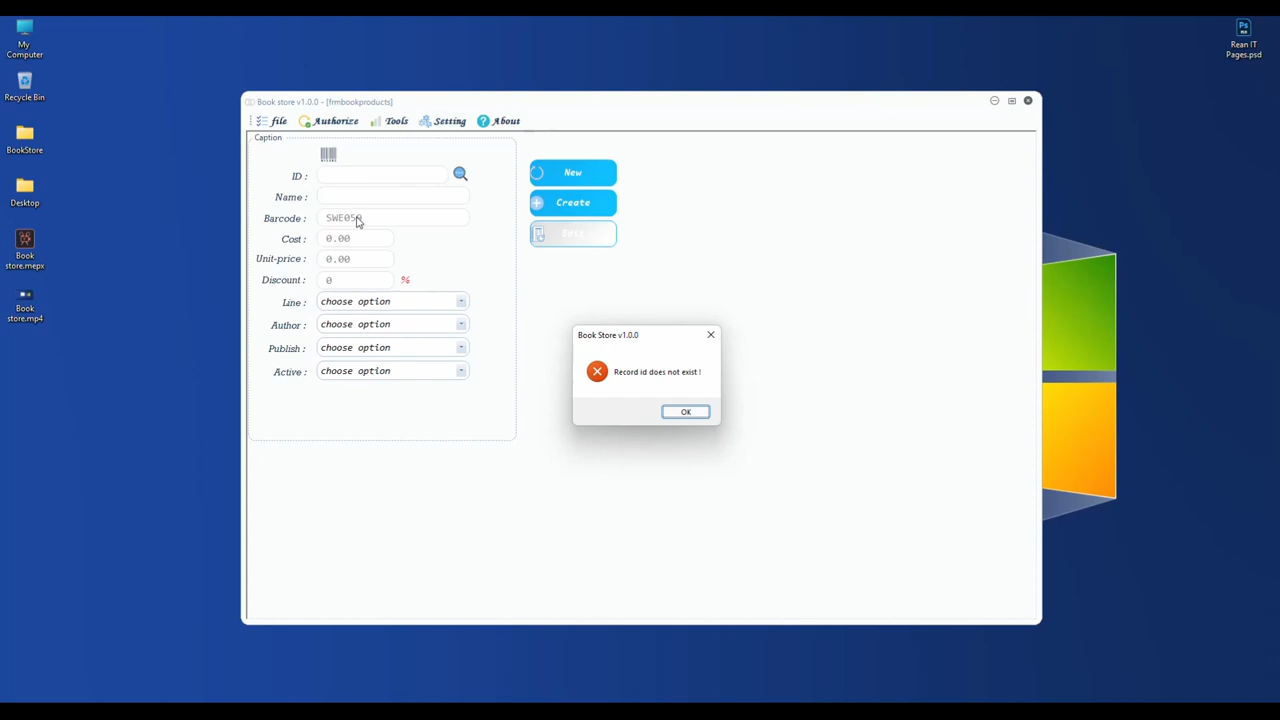 My
Computer
Recycle Bin
BookStore
Desktop
Book
store.mepx
Book
store.mp4
Ps
Rean IT
Pages.psd
Book store v1.0.0 - [frmbookproducts]
file Authorize Tools Setting ? About
Caption
ID :
Name :
Barcode : SWE050
Cost : 0.00
Unit-price : 0.00
Discount : 0 %
Line : choose option
Author : choose option
Publish : choose option
Active : choose option
New
Create
Book Store v1.0.0
Record id does not exist !
OK